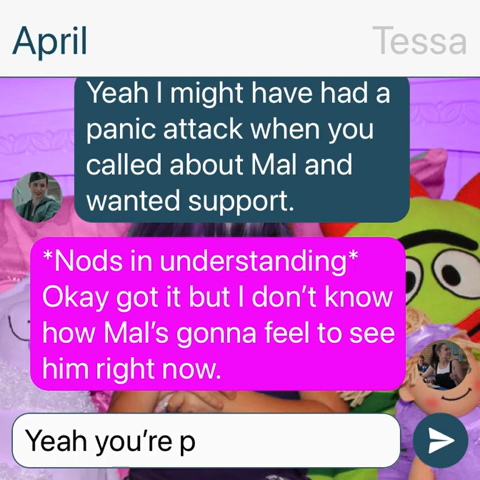 April
Tessa
Yeah I might have had a
panic attack when you
called about Mal and
wanted support.
*Nods in understanding*
Okay got it but I don’t know
how Mal’s gonna feel to see
him right now.
Yeah you’re p